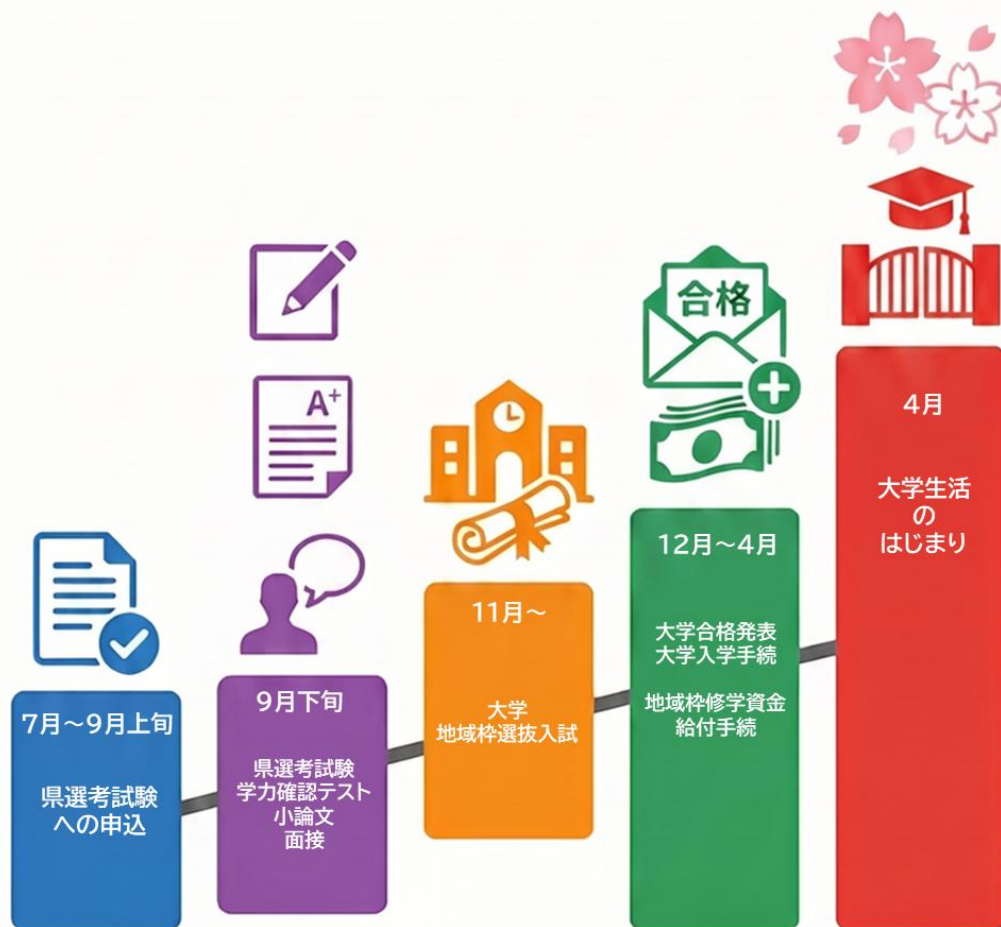 7月～9月上旬
県選考試験
への申込
A+
9月下旬
県選考試験
学力確認テスト
小論文
面接
11月～
大学
地域枠選抜入試
合格
12月～4月
大学合格発表
大学入学手続
地域枠修学資金
給付手続
4月
大学生活
の
はじまり